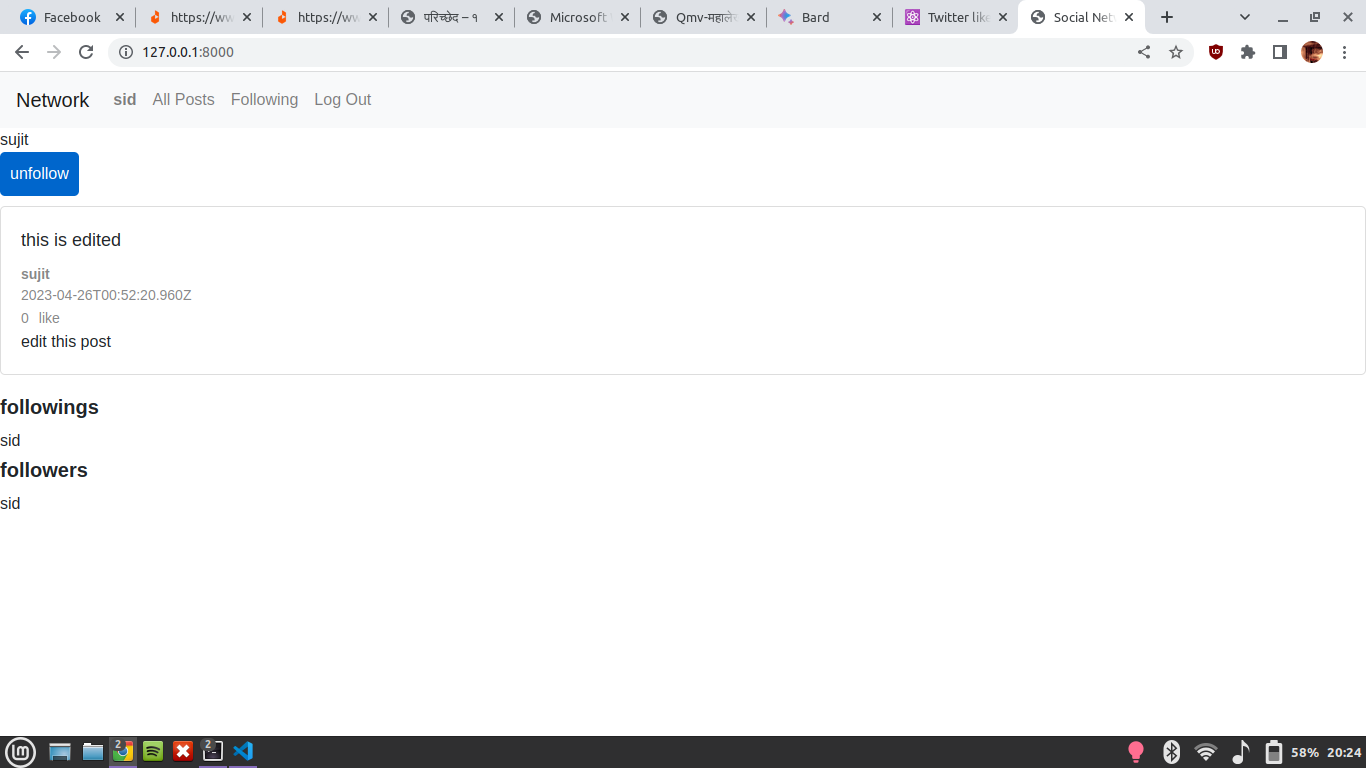 Facebook
https://ww
https://ww
परिच्छेद – १
Microsoft
Qmv-महाले
Bard
Twitter like
Social Net
127.0.0.1:8000
Network sid All Posts Following Log Out
sujit
unfollow
this is edited
sujit
2023-04-26T00:52:20.960Z
0 like
edit this post
followings
sid
followers
sid
2
2
58% 20:24